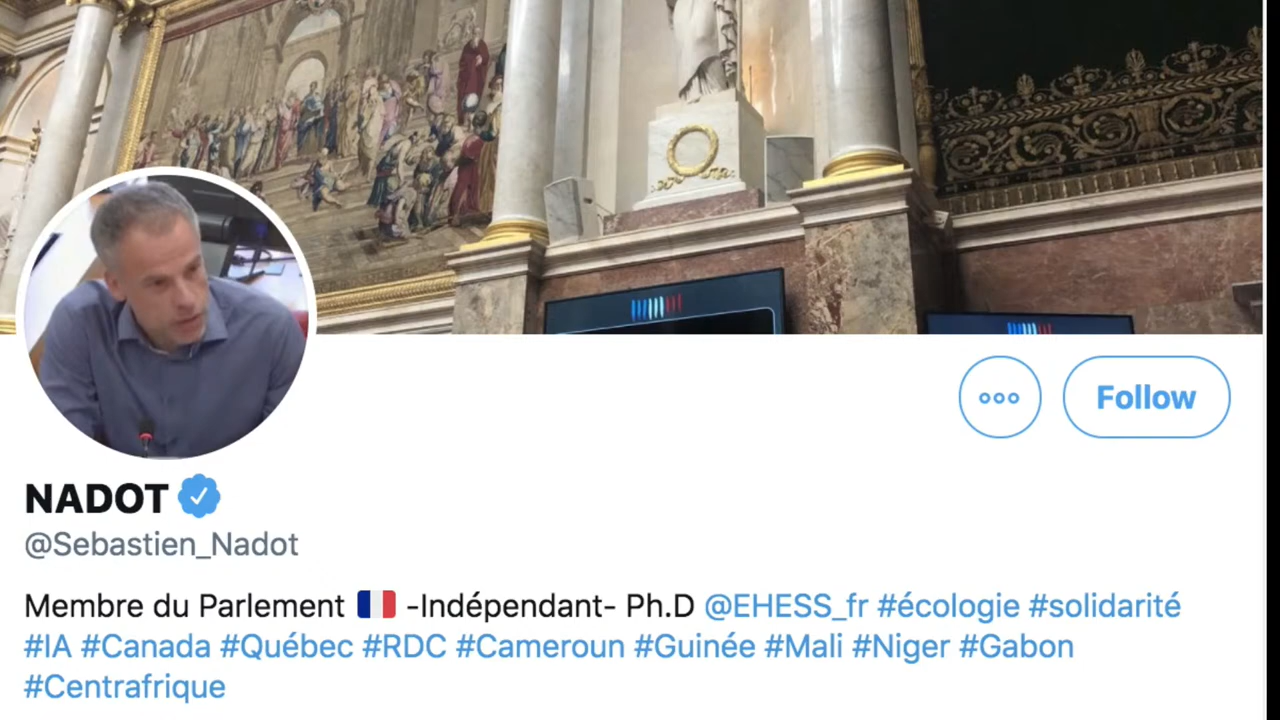 Follow
NADOT
@Sebastien_Nadot
Membre du Parlement 🇫🇷 -Indépendant- Ph.D @EHESS_fr #écologie #solidarité
#IA #Canada #Québec #RDC #Cameroun #Guinée #Mali #Niger #Gabon
#Centrafrique